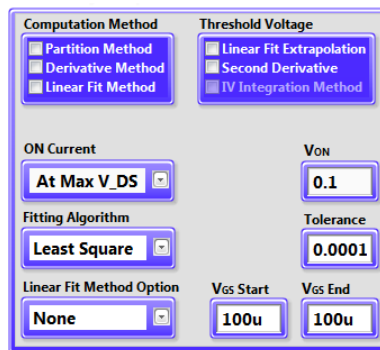 Computation Method
Threshold Voltage
Partition Method
Derivative Method
Linear Fit Method
Linear Fit Extrapolation
Second Derivative
IV Integration Method
ON Current
VON
At Max V_DS
0.1
Fitting Algorithm
Tolerance
Least Square
0.0001
Linear Fit Method Option
VGS Start
VGS End
None
100u
100u